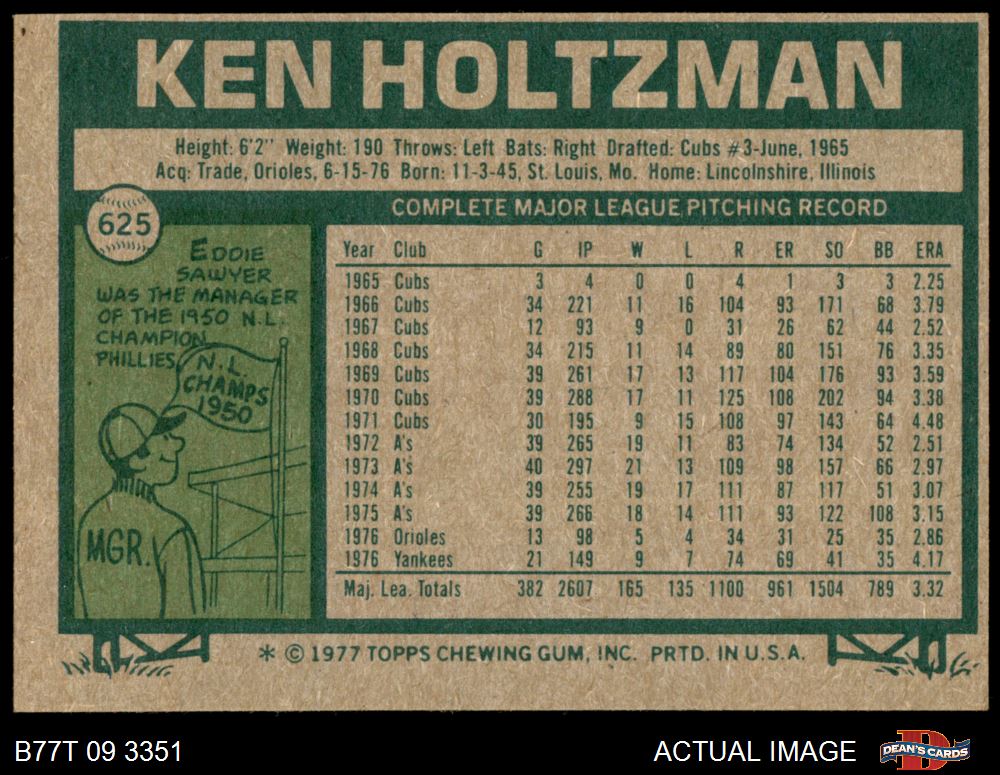 KEN HOLTZMAN
Height: 6'2" Weight: 190 Throws: Left Bats: Right Drafted: Cubs #3-June, 1965
Acq: Trade, Orioles, 6-15-76 Born: 11-3-45, St. Louis, Mo. Home: Lincolnshire, Illinois
625
EDDIE
SAWYER
WAS THE MANAGER
OF THE 1950 N.L.
CHAMPION
PHILLIES
N.L.
CHAMPS
1950
MGR.
COMPLETE MAJOR LEAGUE PITCHING RECORD
Year Club G IP W L R ER SO BB ERA
1965 Cubs 3 4 0 0 4 1 3 3 2.25
1966 Cubs 34 221 11 16 104 93 171 68 3.79
1967 Cubs 12 93 9 0 31 26 62 44 2.52
1968 Cubs 34 215 11 14 89 80 151 76 3.35
1969 Cubs 39 261 17 13 117 104 176 93 3.59
1970 Cubs 39 288 17 11 125 108 202 94 3.38
1971 Cubs 30 195 9 15 108 97 143 64 4.48
1972 A's 39 265 19 11 83 74 134 52 2.51
1973 A's 40 297 21 13 109 98 157 66 2.97
1974 A's 39 255 19 17 111 87 117 51 3.07
1975 A's 39 266 18 14 111 93 122 108 3.15
1976 Orioles 13 98 5 4 34 31 25 35 2.86
1976 Yankees 21 149 9 7 74 69 41 35 4.17
Maj. Lea. Totals 382 2607 165 135 1100 961 1504 789 3.32
* © 1977 TOPPS CHEWING GUM, INC. PRTD. IN U.S.A.
B77T 09 3351
ACTUAL IMAGE
DEAN'S CARDS